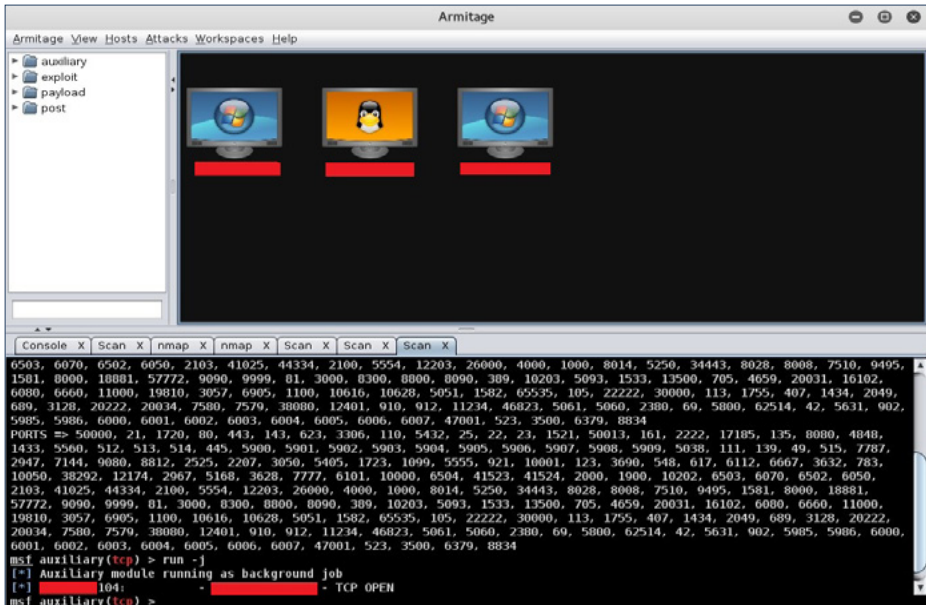 Armitage
Armitage View Hosts Attacks Workspaces Help
auxiliary
exploit
payload
post
Console X Scan X nmap X nmap X Scan X Scan X Scan X
6503, 6070, 6502, 6050, 2103, 41025, 44334, 2100, 5554, 12203, 26000, 4000, 1000, 8014, 5250, 34443, 8028, 8008, 7510, 9495,
1581, 8000, 18881, 57772, 9090, 9999, 81, 3000, 8300, 8800, 8090, 389, 10203, 5093, 1533, 13500, 705, 4659, 20031, 16102,
6080, 6660, 11000, 19810, 3057, 6905, 1100, 10616, 10628, 5051, 1582, 65535, 105, 22222, 30000, 113, 1755, 407, 1434, 2049,
689, 3128, 20222, 20034, 7580, 7579, 38080, 12401, 910, 912, 11234, 46823, 5061, 5060, 2380, 69, 5800, 62514, 42, 5631, 902,
5985, 5986, 6000, 6001, 6002, 6003, 6004, 6005, 6006, 6007, 47001, 523, 3500, 6379, 8834
PORTS => 50000, 21, 1720, 80, 443, 143, 623, 3306, 110, 5432, 25, 22, 23, 1521, 50013, 161, 2222, 17185, 135, 8080, 4848,
1433, 5560, 512, 513, 514, 445, 5900, 5901, 5902, 5903, 5904, 5905, 5906, 5907, 5908, 5909, 5038, 111, 139, 49, 515, 7787,
2947, 7144, 9080, 8812, 2525, 2207, 3050, 5405, 1723, 1099, 5555, 921, 10001, 123, 3690, 548, 617, 6112, 6667, 3632, 783,
10050, 38292, 12174, 2967, 5168, 3628, 7777, 6101, 10000, 6504, 41523, 41524, 2000, 1900, 10202, 6503, 6070, 6502, 6050,
2103, 41025, 44334, 2100, 5554, 12203, 26000, 4000, 1000, 8014, 5250, 34443, 8028, 8008, 7510, 9495, 1581, 8000, 18881,
57772, 9090, 9999, 81, 3000, 8300, 8800, 8090, 389, 10203, 5093, 1533, 13500, 705, 4659, 20031, 16102, 6080, 6660, 11000,
19810, 3057, 6905, 1100, 10616, 10628, 5051, 1582, 65535, 105, 22222, 30000, 113, 1755, 407, 1434, 2049, 689, 3128, 20222,
20034, 7580, 7579, 38080, 12401, 910, 912, 11234, 46823, 5061, 5060, 2380, 69, 5800, 62514, 42, 5631, 902, 5985, 5986, 6000,
6001, 6002, 6003, 6004, 6005, 6006, 6007, 47001, 523, 3500, 6379, 8834
msf auxiliary(tcp) > run -j
[*] Auxiliary module running as background job
[*] 104: - - TCP OPEN
msf auxiliary(tcp) >